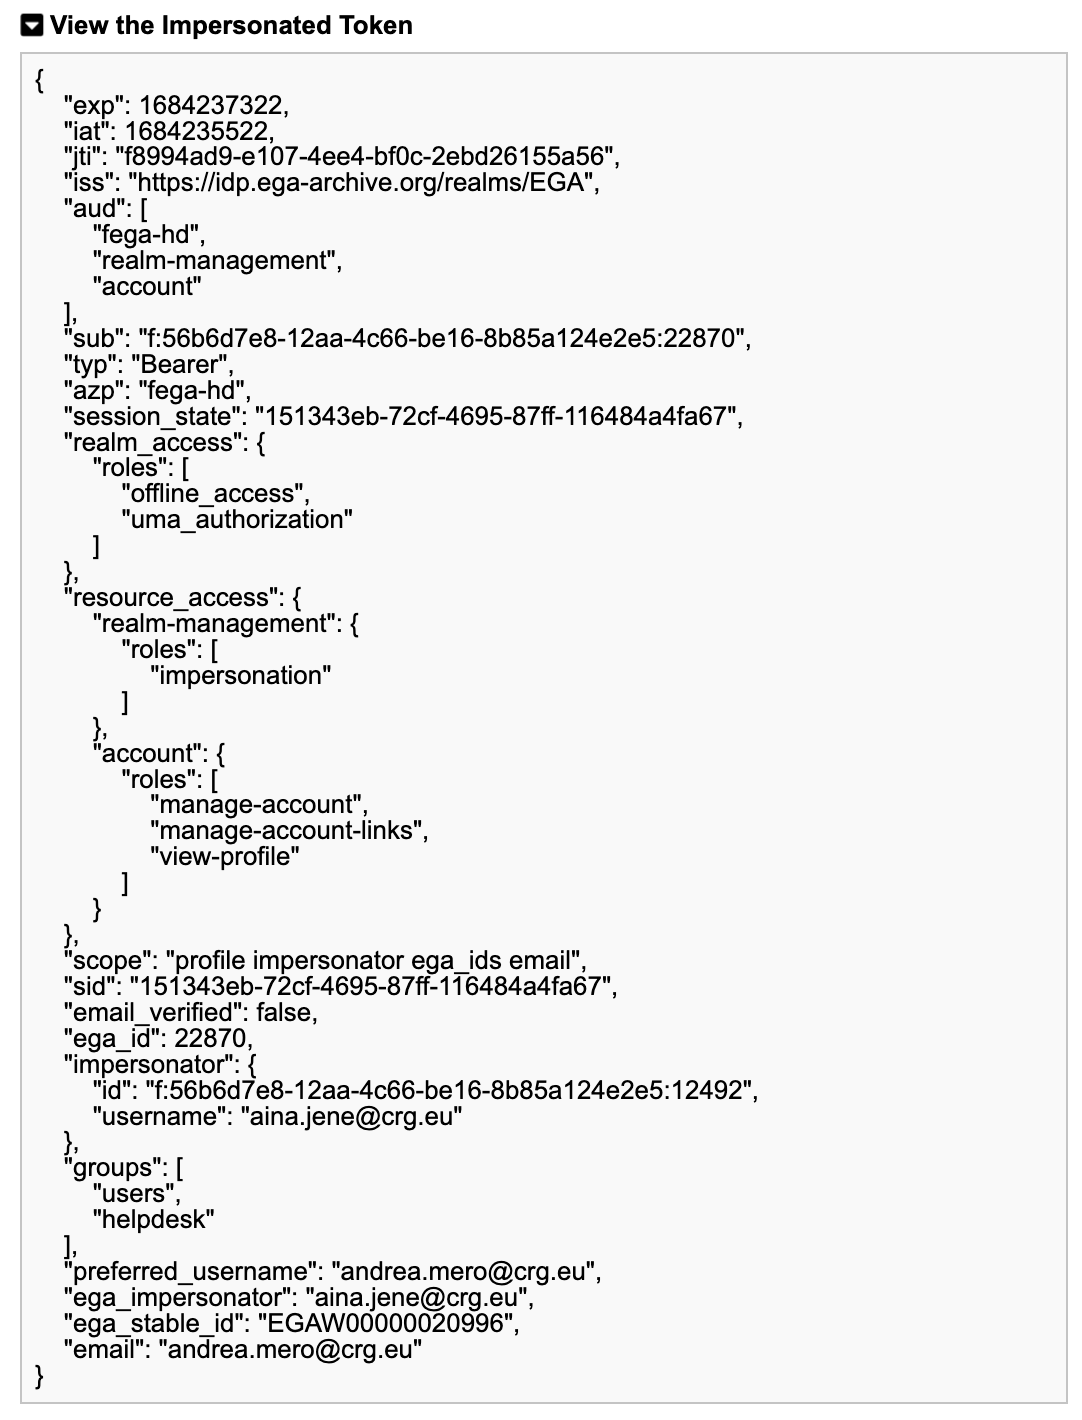 View the Impersonated Token
{
"exp": 1684237322,
"iat": 1684235522,
"jti": "f8994ad9-e107-4ee4-bf0c-2ebd26155a56",
"iss": "https://idp.ega-archive.org/realms/EGA",
"aud": [
"fega-hd",
"realm-management",
"account"
],
"sub": "f:56b6d7e8-12aa-4c66-be16-8b85a124e2e5:22870",
"typ": "Bearer",
"azp": "fega-hd",
"session_state": "151343eb-72cf-4695-87ff-116484a4fa67",
"realm_access": {
"roles": [
"offline_access",
"uma_authorization"
]
},
"resource_access": {
"realm-management": {
"roles": [
"impersonation"
]
},
"account": {
"roles": [
"manage-account",
"manage-account-links",
"view-profile"
]
}
},
"scope": "profile impersonator ega_ids email",
"sid": "151343eb-72cf-4695-87ff-116484a4fa67",
"email_verified": false,
"ega_id": 22870,
"impersonator": {
"id": "f:56b6d7e8-12aa-4c66-be16-8b85a124e2e5:12492",
"username": "aina.jene@crg.eu"
},
"groups": [
"users",
"helpdesk"
],
"preferred_username": "andrea.mero@crg.eu",
"ega_impersonator": "aina.jene@crg.eu",
"ega_stable_id": "EGAW00000020996",
"email": "andrea.mero@crg.eu"
}